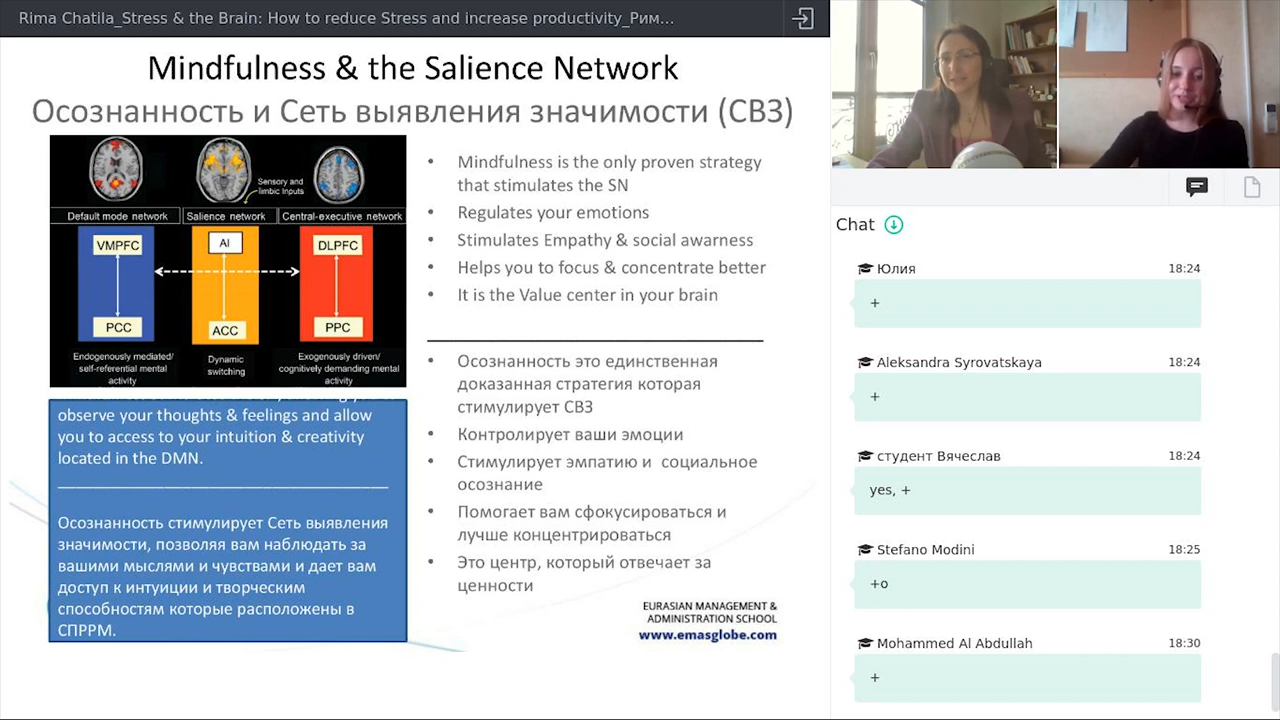 Rima Chatila_Stress & the Brain: How to reduce Stress and increase productivity_Рим...
Mindfulness & the Salience Network
Осознанность и Сеть выявления значимости (СВЗ)
Sensory and
limbic Inputs
Default mode network
Salience network
Central-executive network
VMPFC
AI
DLPFC
PCC
ACC
PPC
Endogenously mediated/
self-referential mental
activity
Dynamic
switching
Exogenously driven/
cognitively demanding mental
activity
observe your thoughts & feelings and allow
you to access to your intuition & creativity
located in the DMN.
Осознанность стимулирует Сеть выявления
значимости, позволяя вам наблюдать за
вашими мыслями и чувствами и дает вам
доступ к интуиции и творческим
способностям которые расположены в
СПРРМ.
• Mindfulness is the only proven strategy
that stimulates the SN
• Regulates your emotions
• Stimulates Empathy & social awarness
• Helps you to focus & concentrate better
• It is the Value center in your brain
• Осознанность это единственная
доказанная стратегия которая
стимулирует СВЗ
• Контролирует ваши эмоции
• Стимулирует эмпатию и социальное
осознание
• Помогает вам сфокусироваться и
лучше концентрироваться
• Это центр, который отвечает за
ценности
EURASIAN MANAGEMENT &
ADMINISTRATION SCHOOL
www.emasglobe.com
Chat
Юлия 18:24
+
Aleksandra Syrovatskaya 18:24
+
студент Вячеслав 18:24
yes, +
Stefano Modini 18:25
+o
Mohammed Al Abdullah 18:30
+